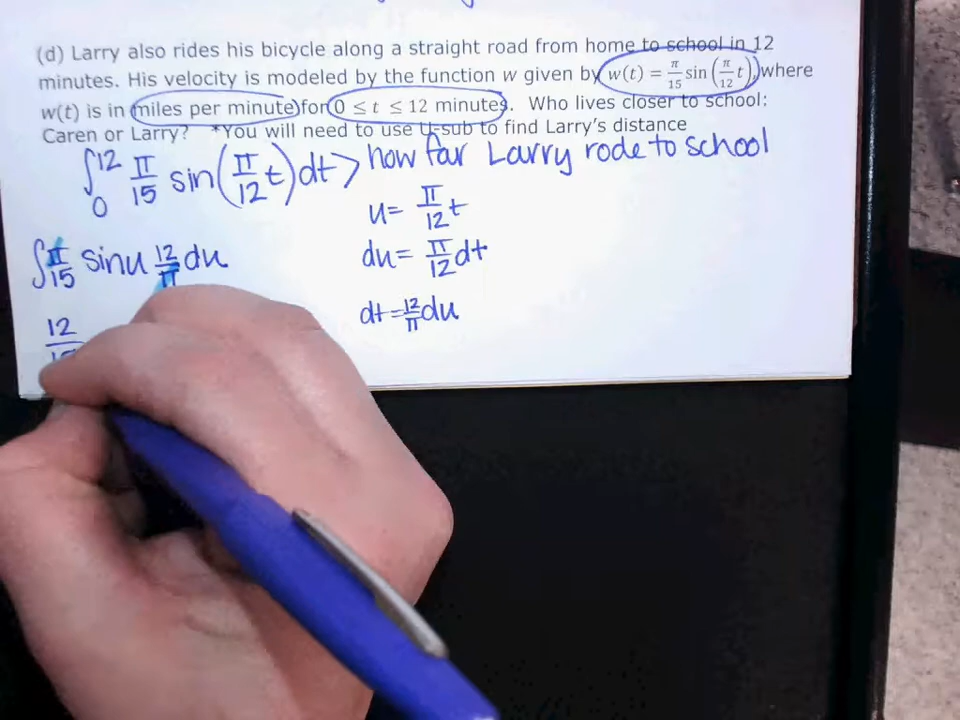 (d) Larry also rides his bicycle along a straight road from home to school in 12
minutes. His velocity is modeled by the function w given by w(t) = π/15 sin(π/12 t), where
w(t) is in miles per minute for 0 ≤ t ≤ 12 minutes. Who lives closer to school:
Caren or Larry? *You will need to use U-sub to find Larry's distance
∫₀¹² π/15 sin(π/12 t)dt > how far Larry rode to school
u = π/12 t
∫π/15 sinu 12/π du
du = π/12 dt
dt = 12/π du
12